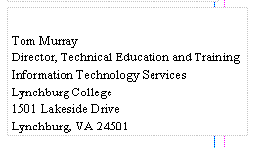 Tom Murray
Director, Technical Education and Training
Information Technology Services
Lynchburg College
1501 Lakeside Drive
Lynchburg, VA 24501